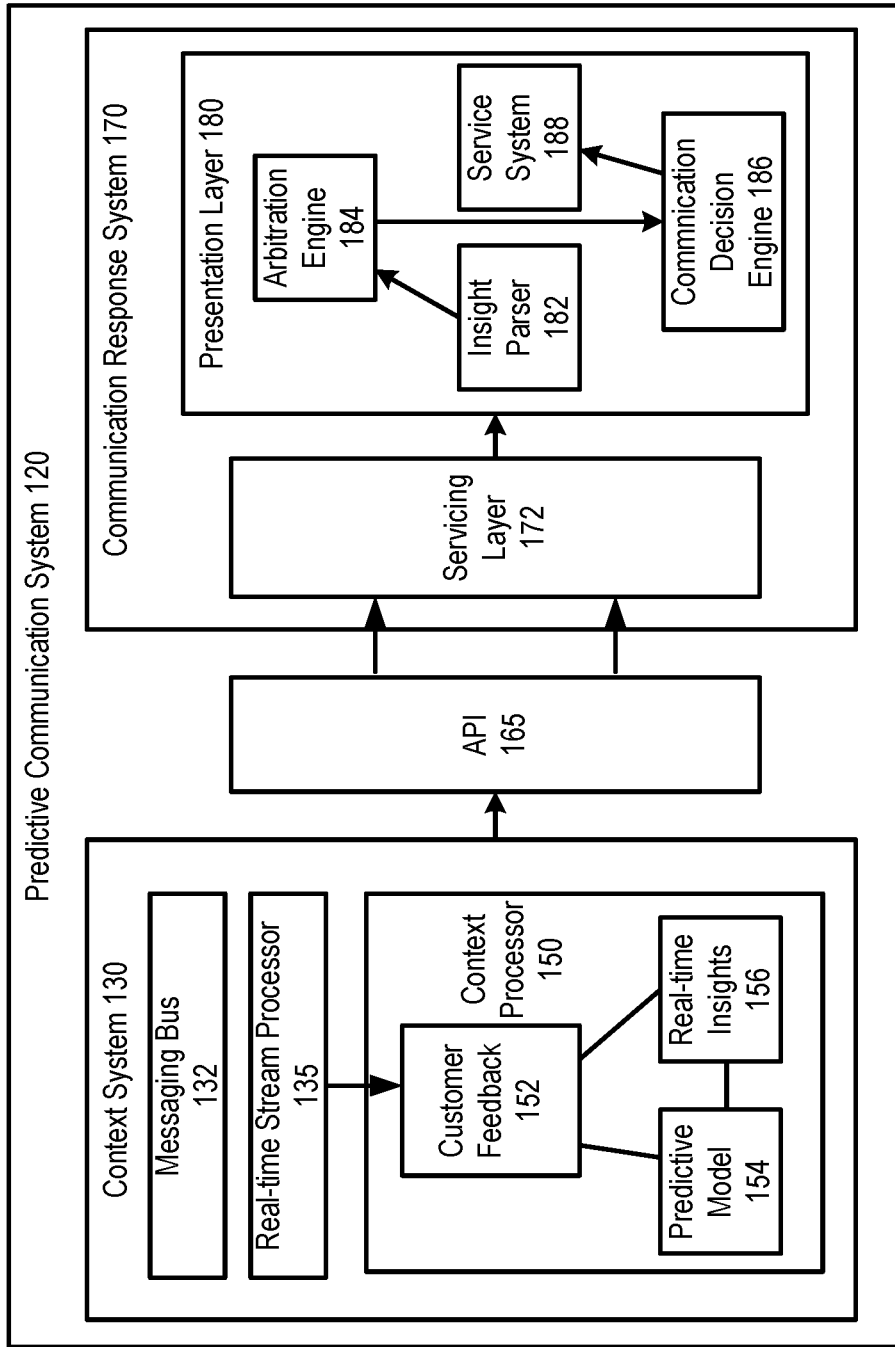 Predictive Communication System 120
Context System 130
Messaging Bus
132
Real-time Stream Processor
135
Context
Processor
150
Customer
Feedback
152
Predictive
Model
154
Real-time
Insights
156
API
165
Communication Response System 170
Servicing
Layer
172
Presentation Layer 180
Arbitration
Engine
184
Insight
Parser
182
Service
System
188
Commnication
Decision
Engine 186